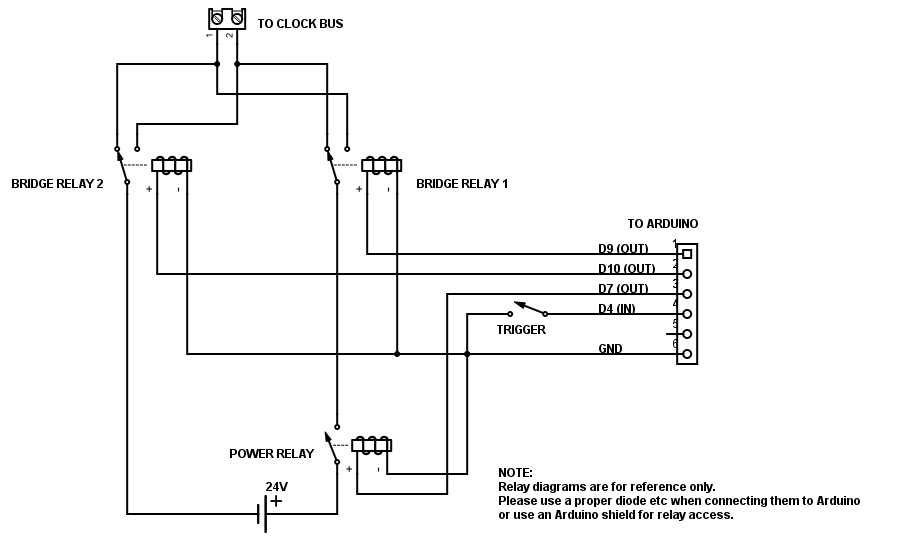 TO CLOCK BUS
1
2
BRIDGE RELAY 2
+
-
+
-
BRIDGE RELAY 1
TO ARDUINO
D9 (OUT)
1
D10 (OUT)
2
D7 (OUT)
3
D4 (IN)
4
TRIGGER
5
GND
6
POWER RELAY
+
-
24V
+
NOTE:
Relay diagrams are for reference only.
Please use a proper diode etc when connecting them to Arduino
or use an Arduino shield for relay access.